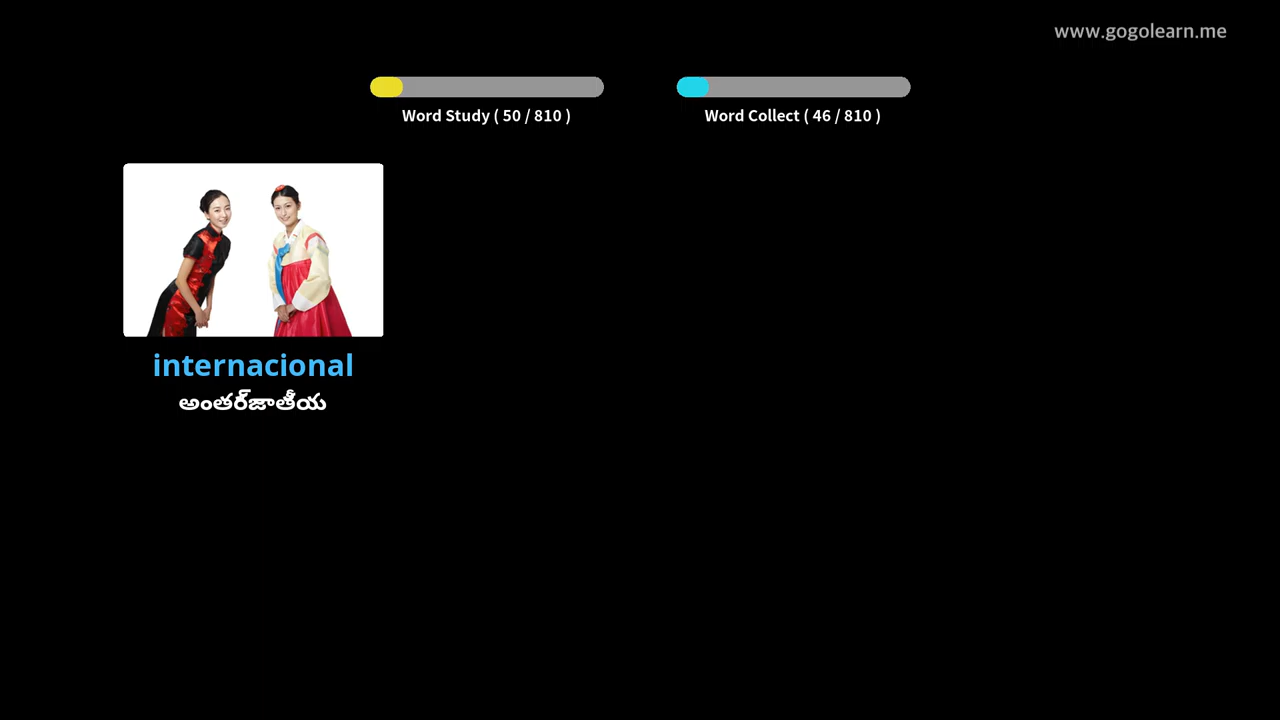 www.gogolearn.me
Word Study ( 50 / 810 )
Word Collect ( 46 / 810 )
internacional
అంతర్‌జాతీయ